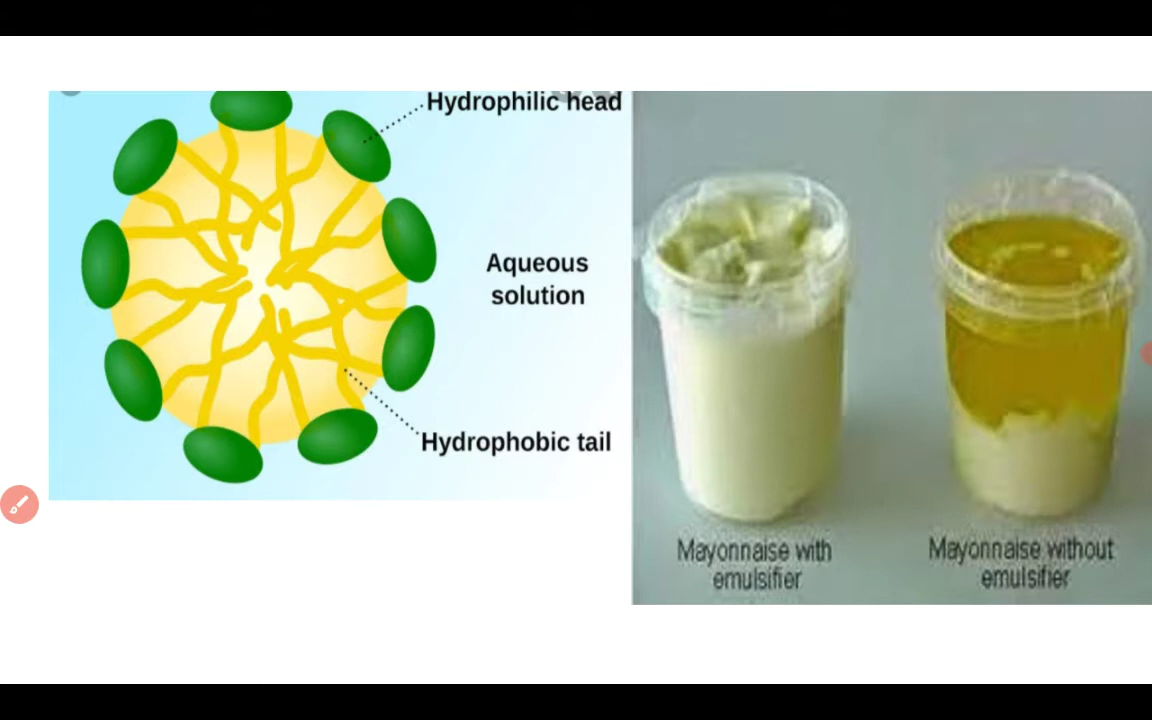 Hydrophilic head
Aqueous
solution
Hydrophobic tail
Mayonnaise with
emulsifier
Mayonnaise without
emulsifier